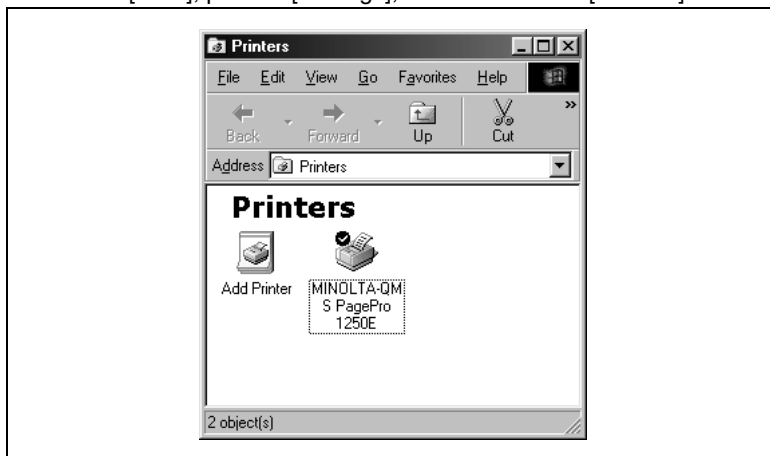 Printers
File Edit View Go Favorites Help
Back Forward Up Cut »
Address Printers
Printers
Add Printer
MINOLTA-QM
S PagePro
1250E
2 object(s)